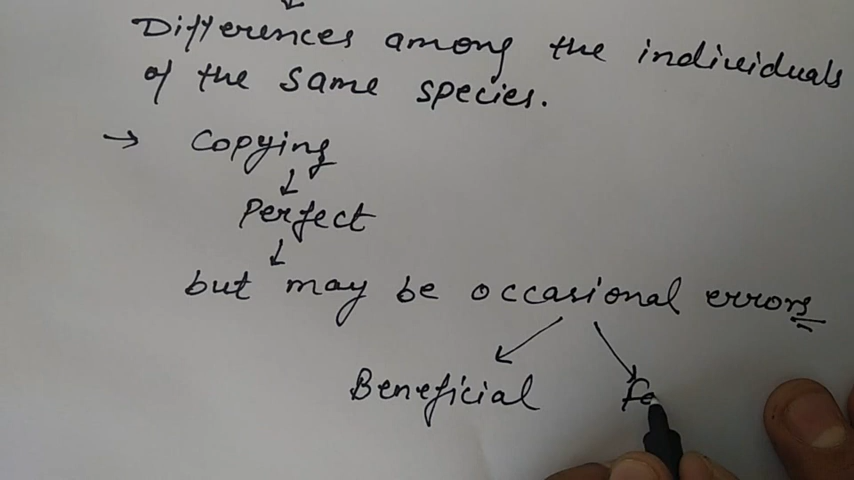 Differences among the individuals
of the same species.
→ Copying
↓
Perfect
↓
but may be occasional errors
Beneficial